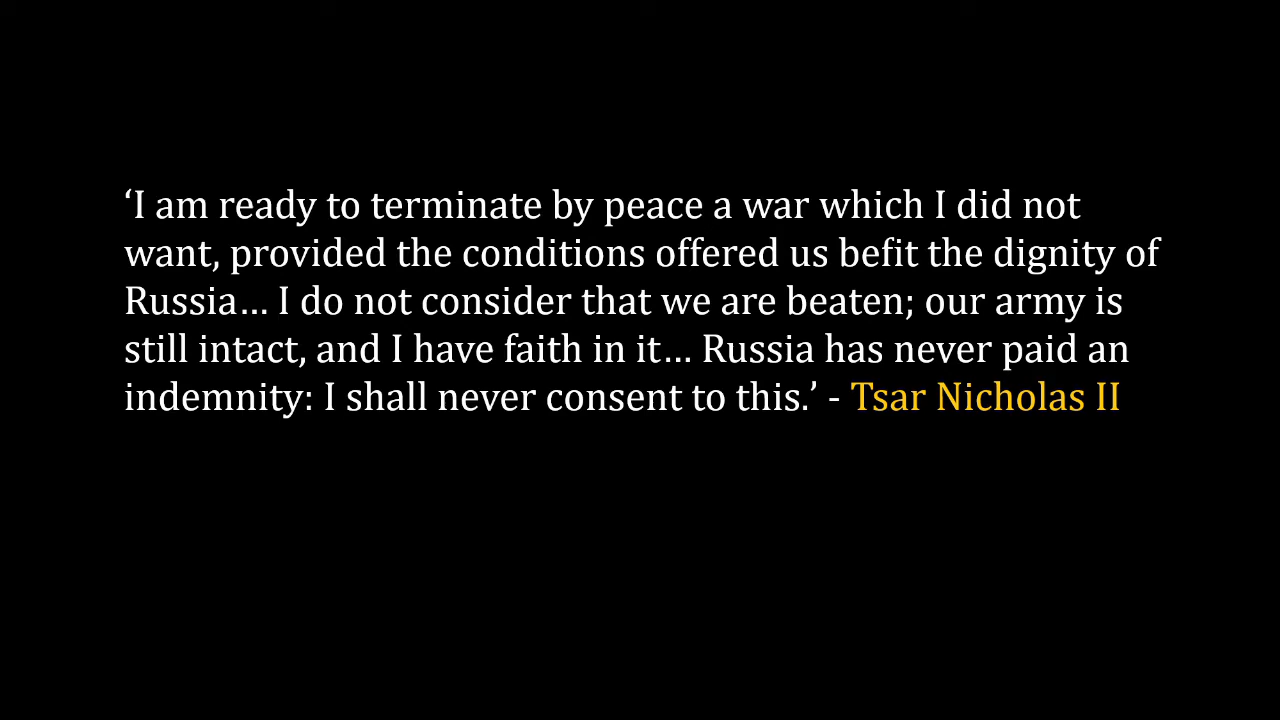 ‘I am ready to terminate by peace a war which I did not
want, provided the conditions offered us befit the dignity of
Russia... I do not consider that we are beaten; our army is
still intact, and I have faith in it... Russia has never paid an
indemnity: I shall never consent to this.’ - Tsar Nicholas II